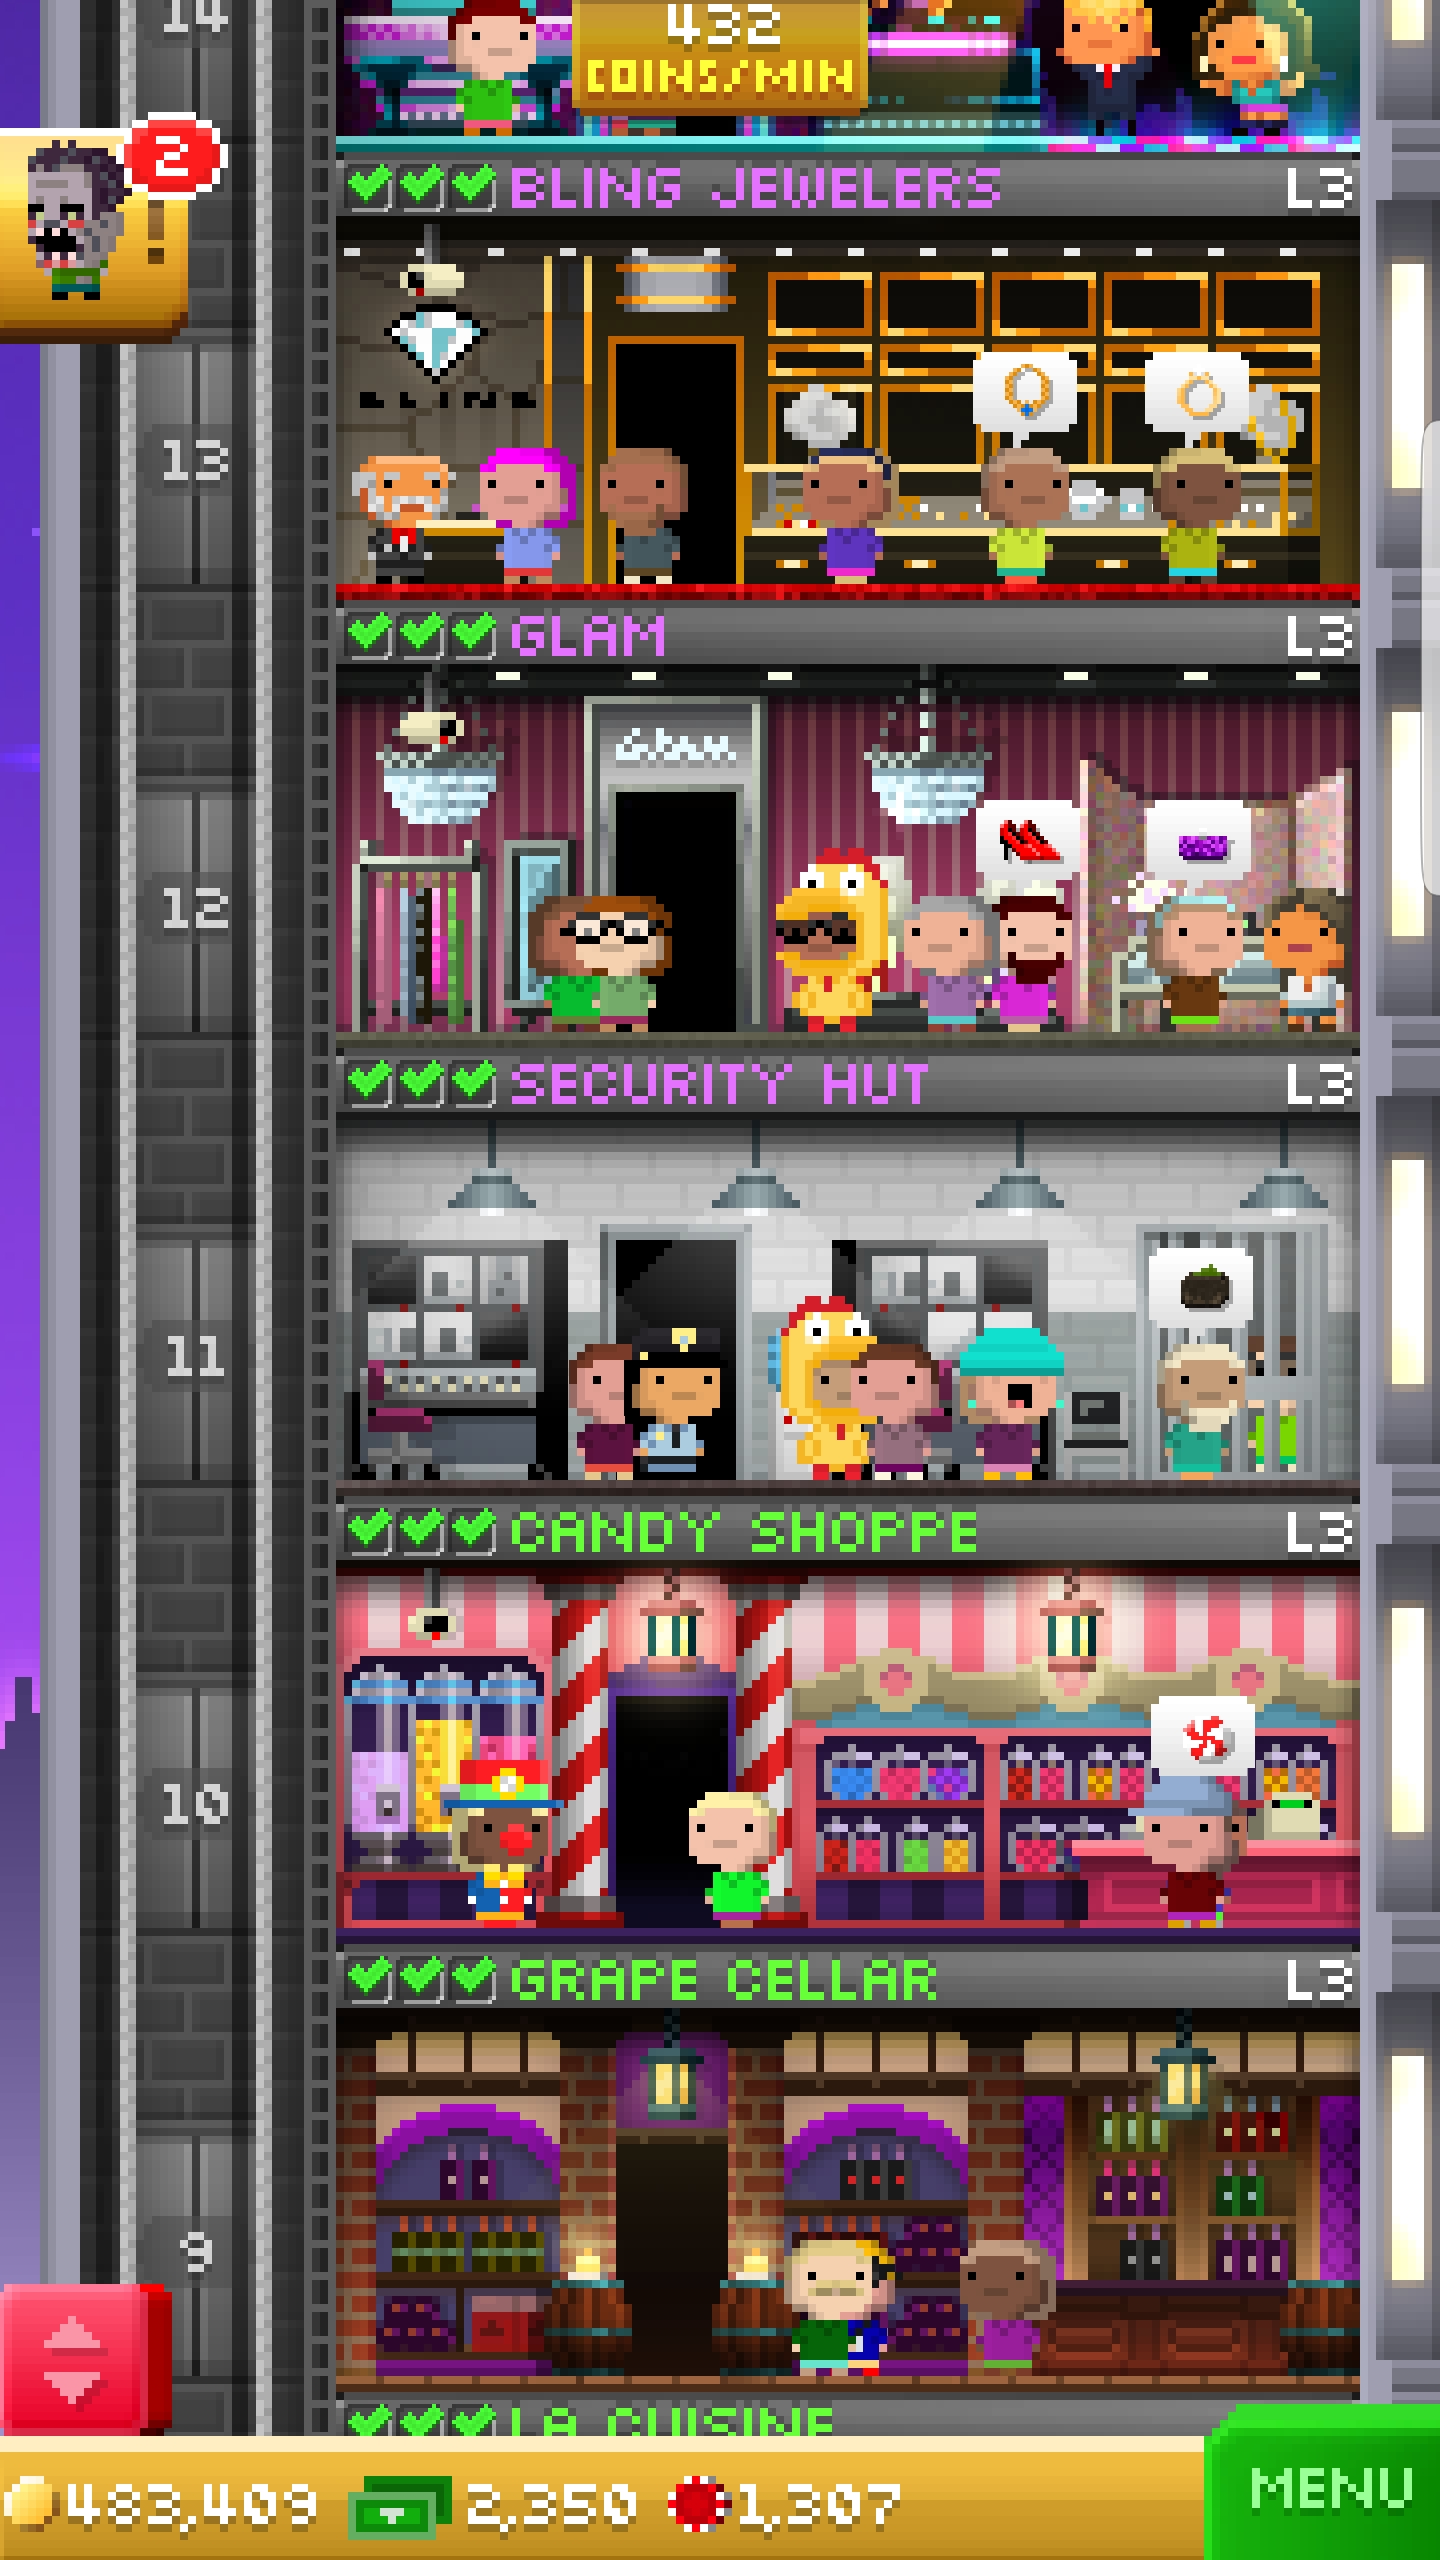 14
432
COINS/MIN
2
!
BLING JEWELERS L3
BLING
13
GLAM L3
Glam
12
SECURITY HUT L3
11
CANDY SHOPPE L3
10
GRAPE CELLAR L3
9
LA CUISINE
483,409 2,350 1,307
MENU